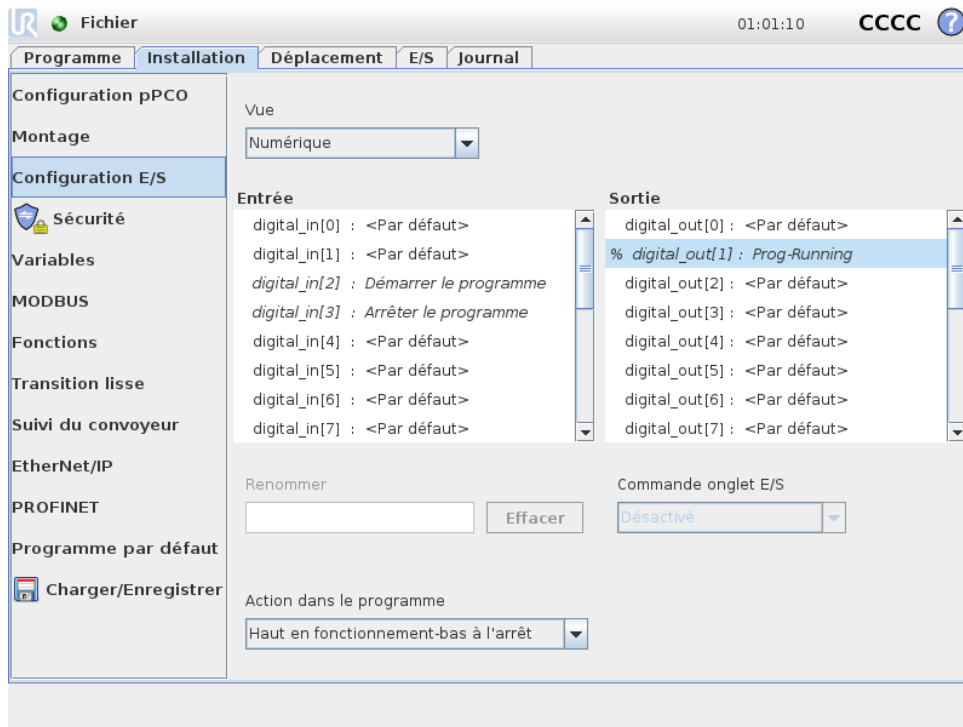 UR Fichier 01:01:10 CCCC ?
Programme Installation Déplacement E/S Journal
Configuration pPCO
Montage
Configuration E/S
Sécurité
Variables
MODBUS
Fonctions
Transition lisse
Suivi du convoyeur
EtherNet/IP
PROFINET
Programme par défaut
Charger/Enregistrer
Vue
Numérique
Entrée
digital_in[0] : <Par défaut>
digital_in[1] : <Par défaut>
digital_in[2] : Démarrer le programme
digital_in[3] : Arrêter le programme
digital_in[4] : <Par défaut>
digital_in[5] : <Par défaut>
digital_in[6] : <Par défaut>
digital_in[7] : <Par défaut>
Sortie
digital_out[0] : <Par défaut>
% digital_out[1] : Prog-Running
digital_out[2] : <Par défaut>
digital_out[3] : <Par défaut>
digital_out[4] : <Par défaut>
digital_out[5] : <Par défaut>
digital_out[6] : <Par défaut>
digital_out[7] : <Par défaut>
Renommer
Effacer
Commande onglet E/S
Désactivé
Action dans le programme
Haut en fonctionnement-bas à l'arrêt